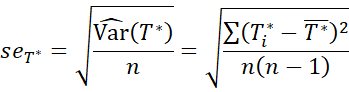 $se_{T^*} = \sqrt{\frac{\widehat{\mathrm{Var}}(T^*)}{n}} = \sqrt{\frac{\sum (T_i^* - \overline{T^*})^2}{n(n-1)}}$